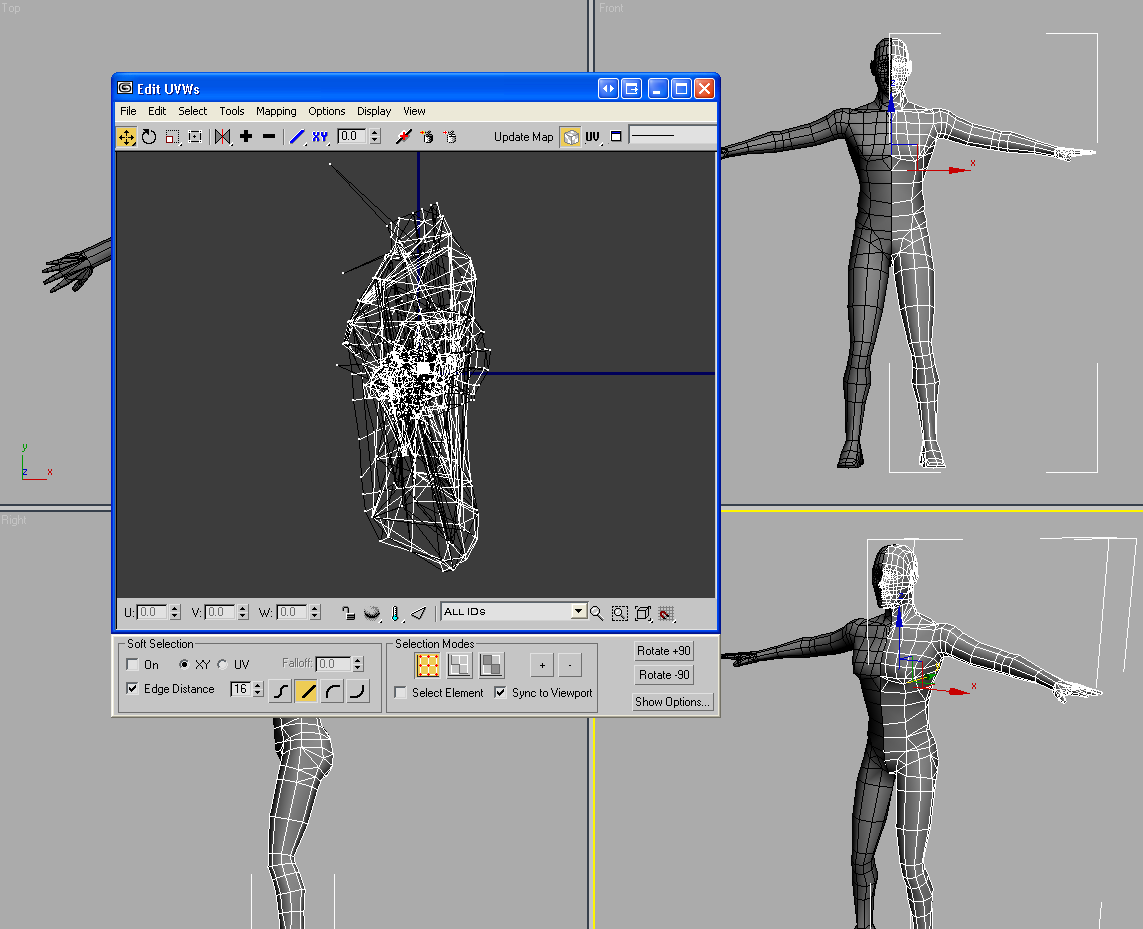 Top
Front
Edit UVWs
File Edit Select Tools Mapping Options Display View
XY 0.0 Update Map UV
x
y
z x
U: 0.0 V: 0.0 W: 0.0 ALL IDs
Right
Soft Selection
On XY UV Falloff: 0.0
Edge Distance 16
Selection Modes
+ -
Select Element Sync to Viewport
Rotate +90
Rotate -90
Show Options...
x